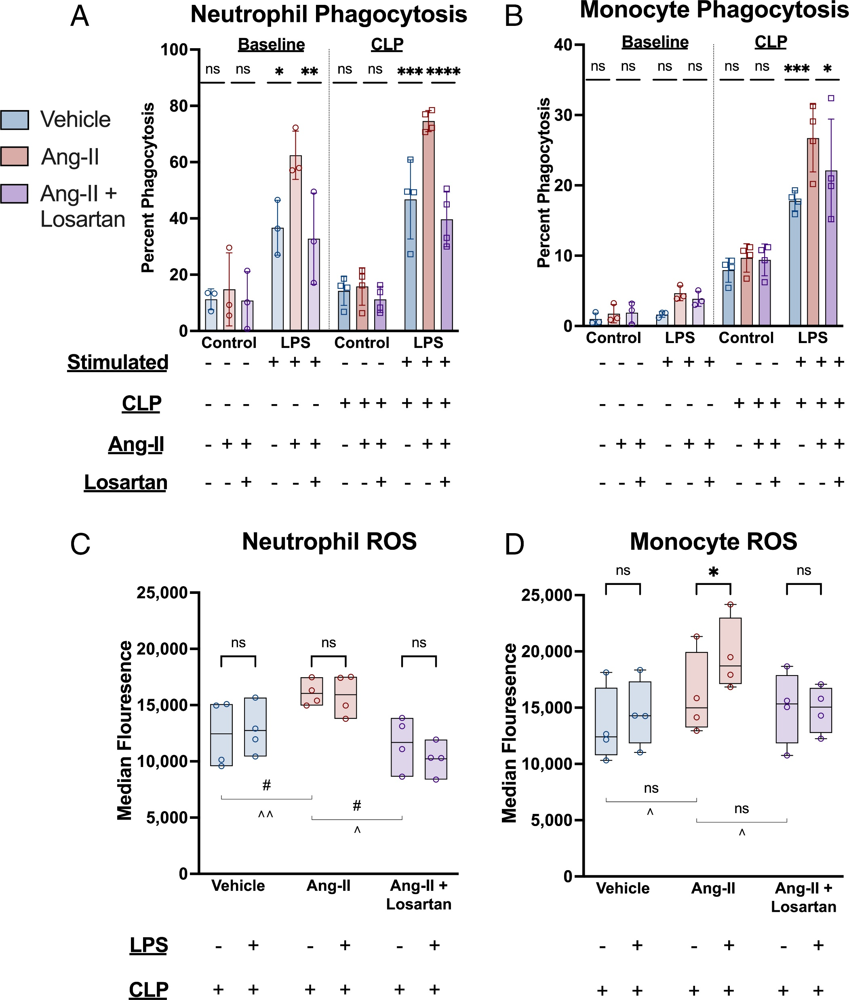 A
Neutrophil Phagocytosis
Baseline CLP
ns ns * ** ns ns *** ****
Vehicle
Ang-II
Ang-II +
Losartan
Percent Phagocytosis
100
80
60
40
20
0
Control LPS Control LPS
B
Monocyte Phagocytosis
Baseline CLP
ns ns ns ns ns ns *** *
Percent Phagocytosis
40
30
20
10
0
Control LPS Control LPS
Stimulated - - - + + + - - - + + + - - - + + + - - - + + +
CLP - - - - - - + + + + + + - - - - - - + + + + + +
Ang-II - + + - + + - + + - + + - + + - + + - + + - + +
Losartan - - + - - + - - + - - + - - + - - + - - + - - +
C
Neutrophil ROS
Median Flouresence
25,000
20,000
15,000
10,000
5,000
0
ns ns ns
#
^^
#
^
Vehicle Ang-II Ang-II +
Losartan
D
Monocyte ROS
Median Flouresence
25,000
20,000
15,000
10,000
5,000
0
ns * ns
ns
^
ns
^
Vehicle Ang-II Ang-II +
Losartan
LPS - + - + - + - + - + - +
CLP + + + + + + + + + + + +